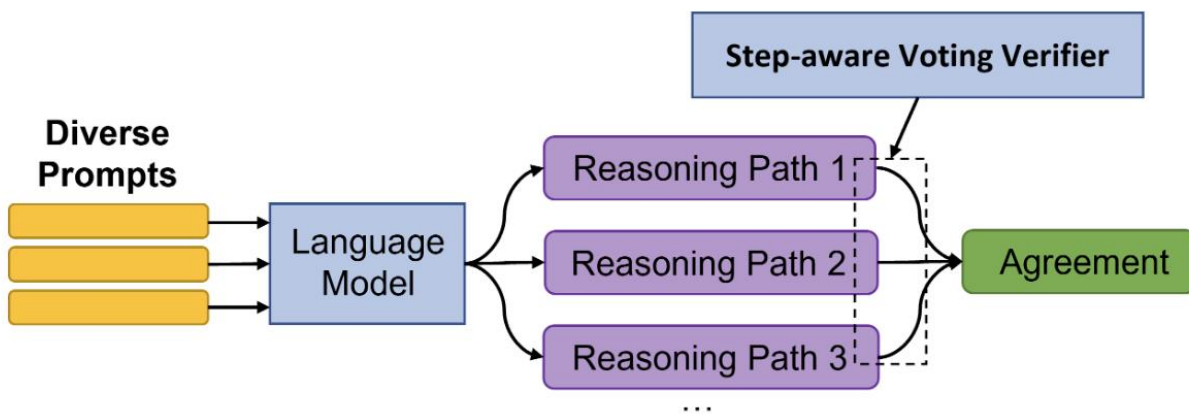 Step-aware Voting Verifier
Diverse
Prompts
Language
Model
Reasoning Path 1
Reasoning Path 2
Reasoning Path 3
...
Agreement